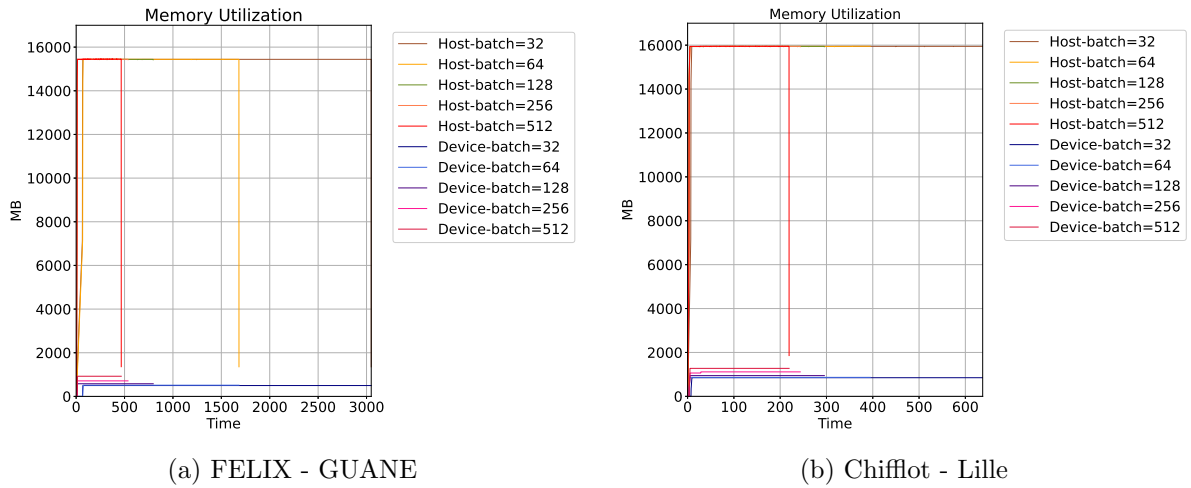 Memory Utilization
16000
14000
12000
10000
8000
6000
4000
2000
0
MB
0 500 1000 1500 2000 2500 3000
Time
Host-batch=32
Host-batch=64
Host-batch=128
Host-batch=256
Host-batch=512
Device-batch=32
Device-batch=64
Device-batch=128
Device-batch=256
Device-batch=512
(a) FELIX - GUANE
Memory Utilization
16000
14000
12000
10000
8000
6000
4000
2000
0
MB
0 100 200 300 400 500 600
Time
Host-batch=32
Host-batch=64
Host-batch=128
Host-batch=256
Host-batch=512
Device-batch=32
Device-batch=64
Device-batch=128
Device-batch=256
Device-batch=512
(b) Chifflot - Lille